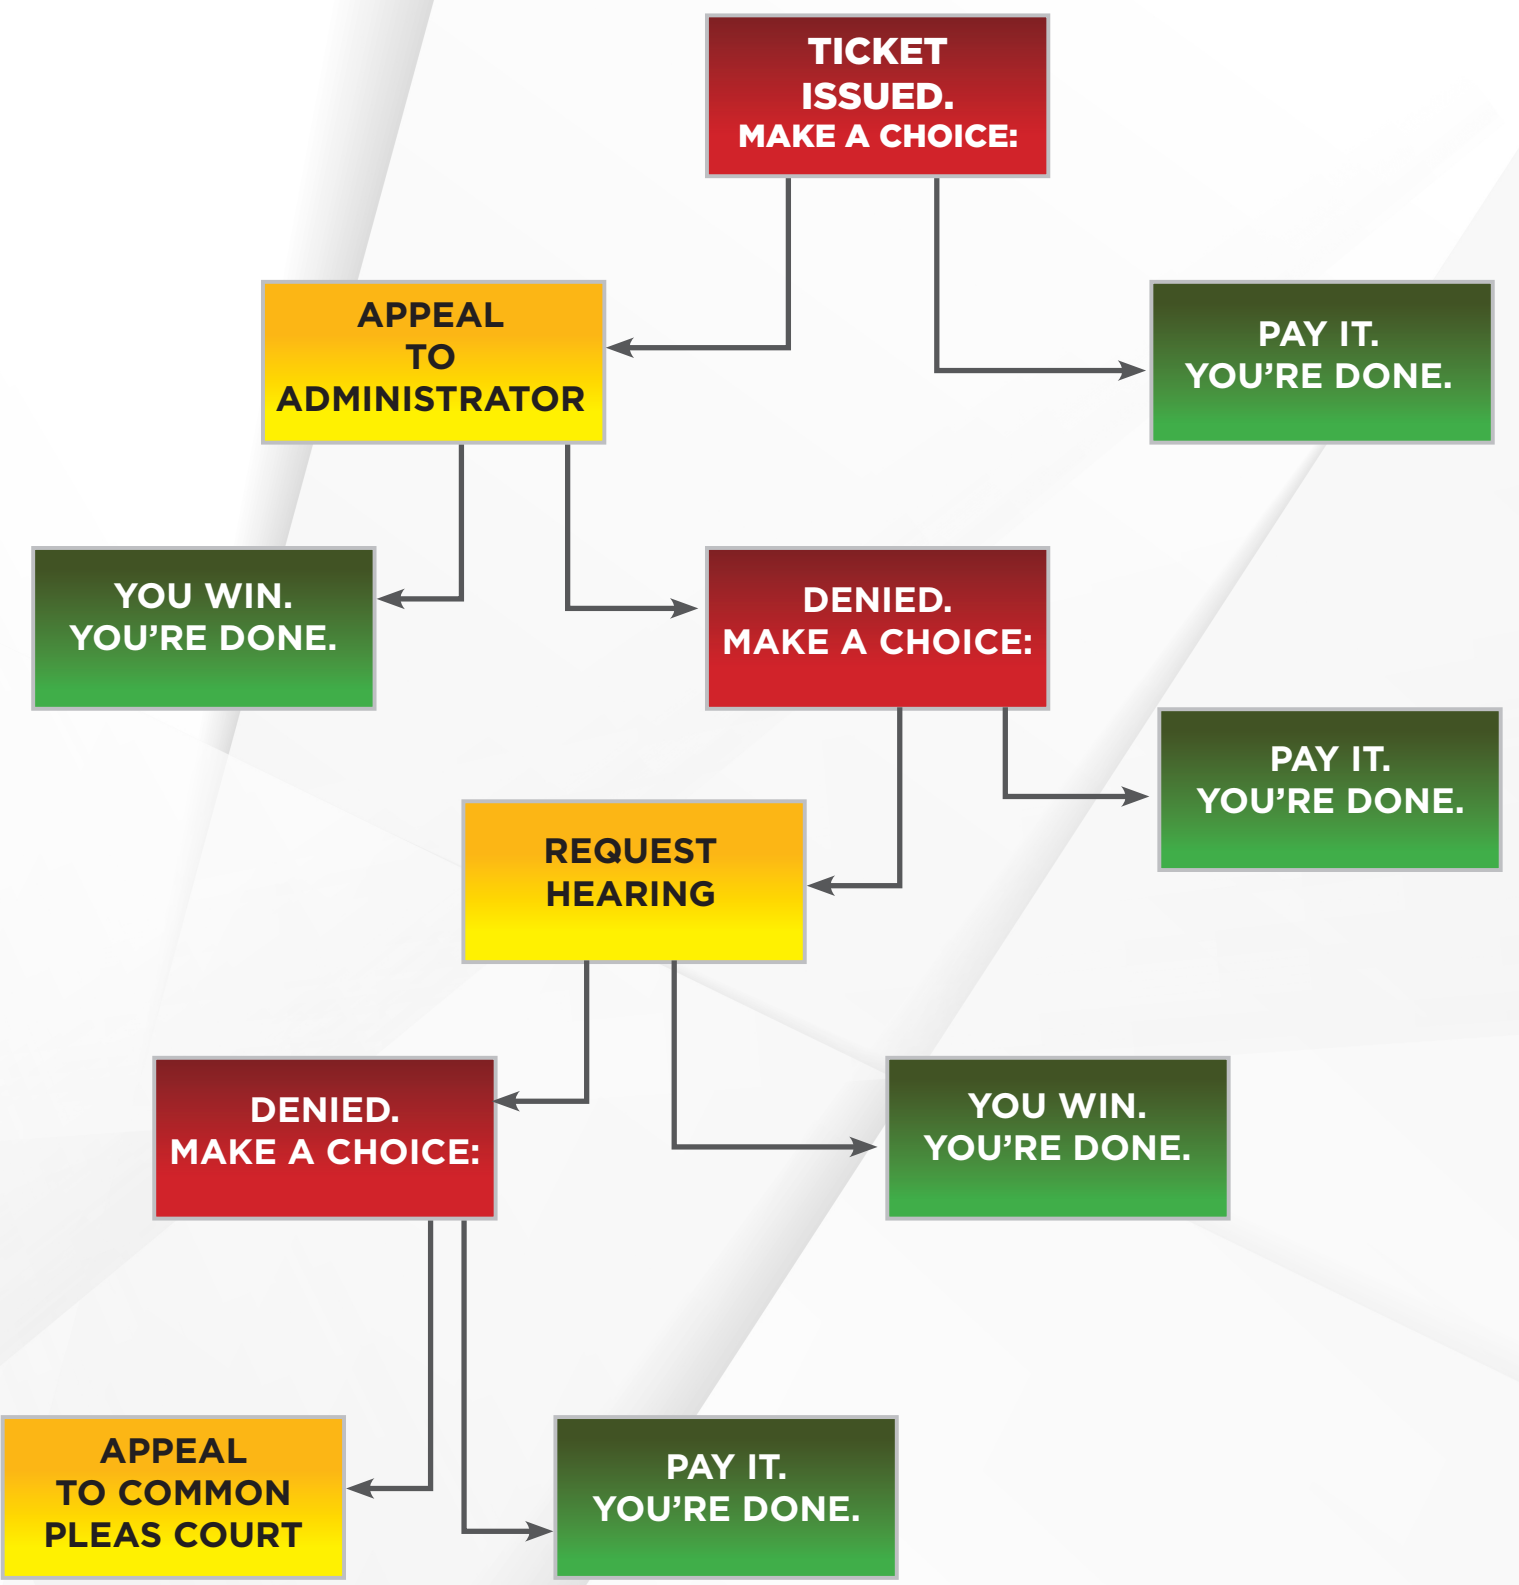 TICKET
ISSUED.
MAKE A CHOICE:
APPEAL
TO
ADMINISTRATOR
PAY IT.
YOU’RE DONE.
YOU WIN.
YOU’RE DONE.
DENIED.
MAKE A CHOICE:
PAY IT.
YOU’RE DONE.
REQUEST
HEARING
DENIED.
MAKE A CHOICE:
YOU WIN.
YOU’RE DONE.
APPEAL
TO COMMON
PLEAS COURT
PAY IT.
YOU’RE DONE.